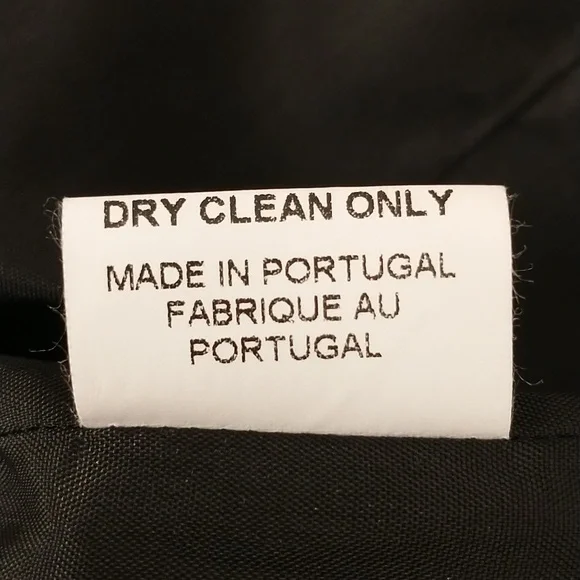 DRY CLEAN ONLY
MADE IN PORTUGAL
FABRIQUE AU
PORTUGAL